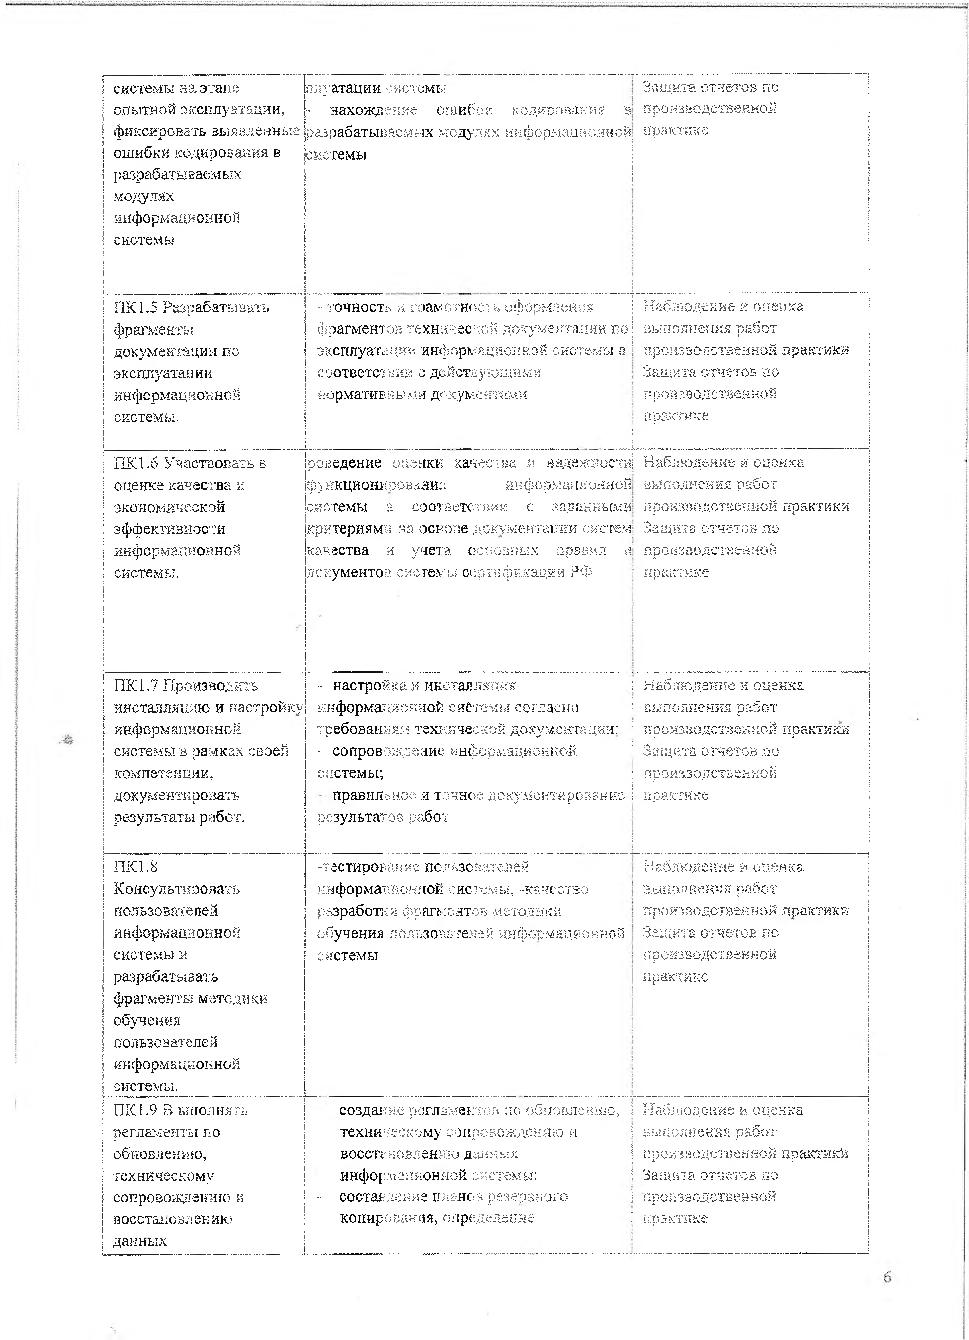 системы на этапе
опытной эксплуатации,
фиксировать выявленные
ошибки кодирования в
разрабатываемых
модулях
информационной
системы
плуатации системы
- нахождение ошибок кодирования в
разрабатываемых модулях информационной
системы
Защита отчетов по
производственной
практике
ПК1.5 Разрабатывать
фрагменты
документации по
эксплуатации
информационной
системы.
- точность и грамотность оформления
фрагментов технической документации по
эксплуатации информационной системы в
соответствии с действующими
нормативными документами
Наблюдение и оценка
выполнения работ
производственной практики
Защита отчетов по
производственной
практике
ПК1.6 Участвовать в
оценке качества и
экономической
эффективности
информационной
системы.
роведение оценки качества и надежности
функционирования информационной
системы в соответствии с заданными
критериями на основе документации систем
качества и учета основных правил и
документов системы сертификации РФ
Наблюдение и оценка
выполнения работ
производственной практики
Защита отчетов по
производственной
практике
ПК1.7 Производить
инсталляцию и настройку
информационной
системы в рамках своей
компетенции,
документировать
результаты работ.
- настройка и инсталляция
информационной системы согласно
требованиям технической документации;
- сопровождение информационной
системы;
- правильное и точное документирование
результатов работ
Наблюдение и оценка
выполнения работ
производственной практики
Защита отчетов по
производственной
практике
ПК1.8
Консультировать
пользователей
информационной
системы и
разрабатывать
фрагменты методики
обучения
пользователей
информационной
системы.
-тестирование пользователей
информационной системы, -качество
разработки фрагментов методики
обучения пользователей информационной
системы
Наблюдение и оценка
выполнения работ
производственной практики
Защита отчетов по
производственной
практике
ПК1.9 В ыполнять
регламенты по
обновлению,
техническому
сопровождению и
восстановлению
данных
создание регламентов по обновлению,
техническому сопровождению и
восстановлению данных
информационной системы;
- составление планов резервного
копирования, определение
Наблюдение и оценка
выполнения работ
производственной практики
Защита отчетов по
производственной
практике
6